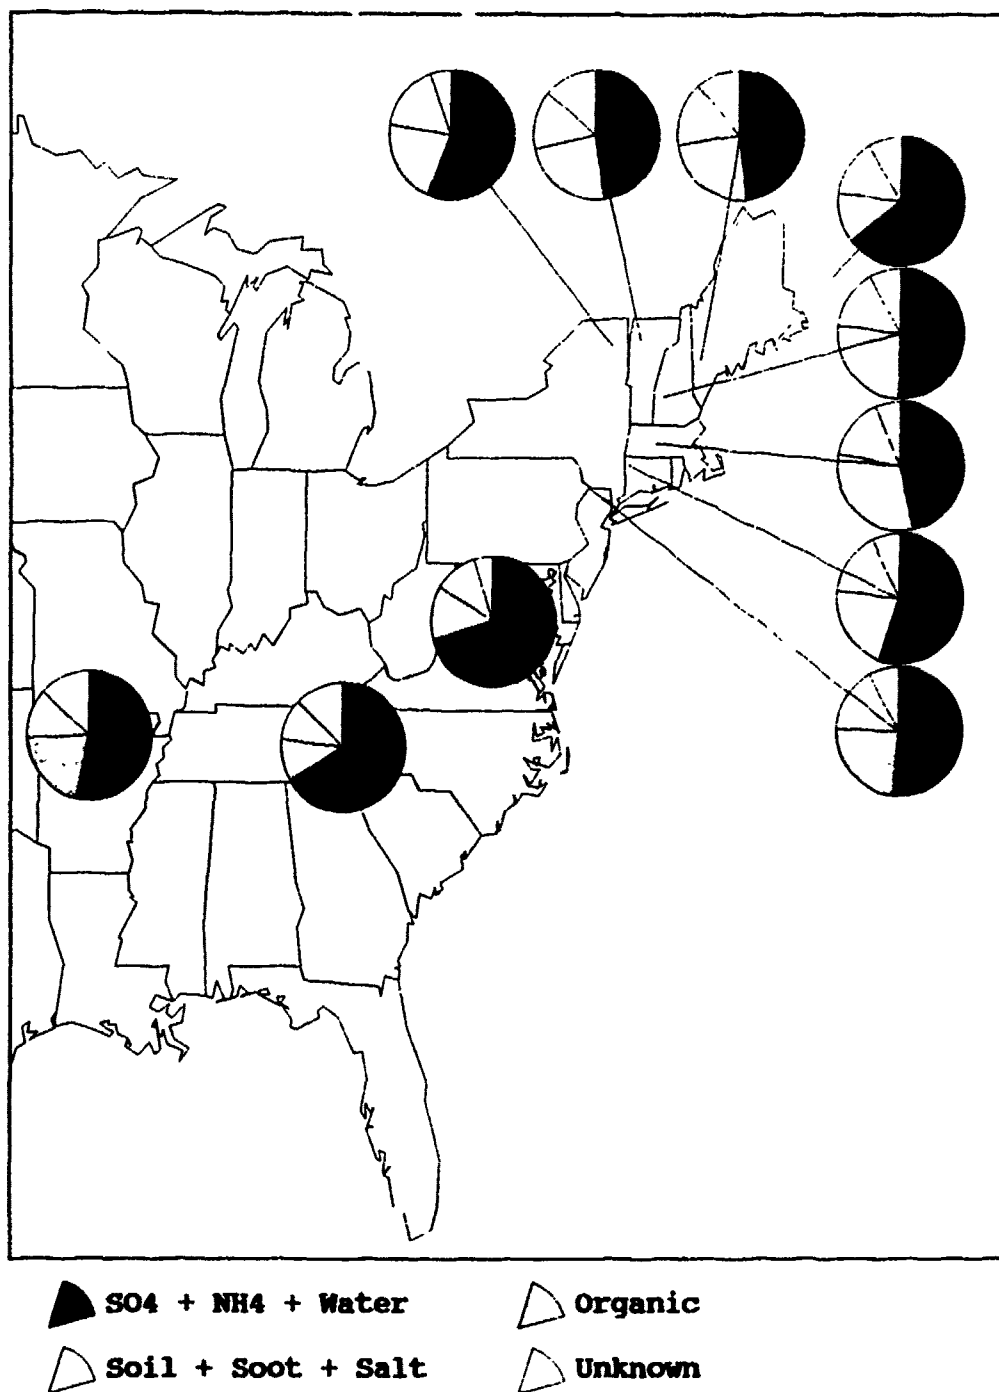 SO4 + NH4 + Water
Organic
Soil + Soot + Salt
Unknown